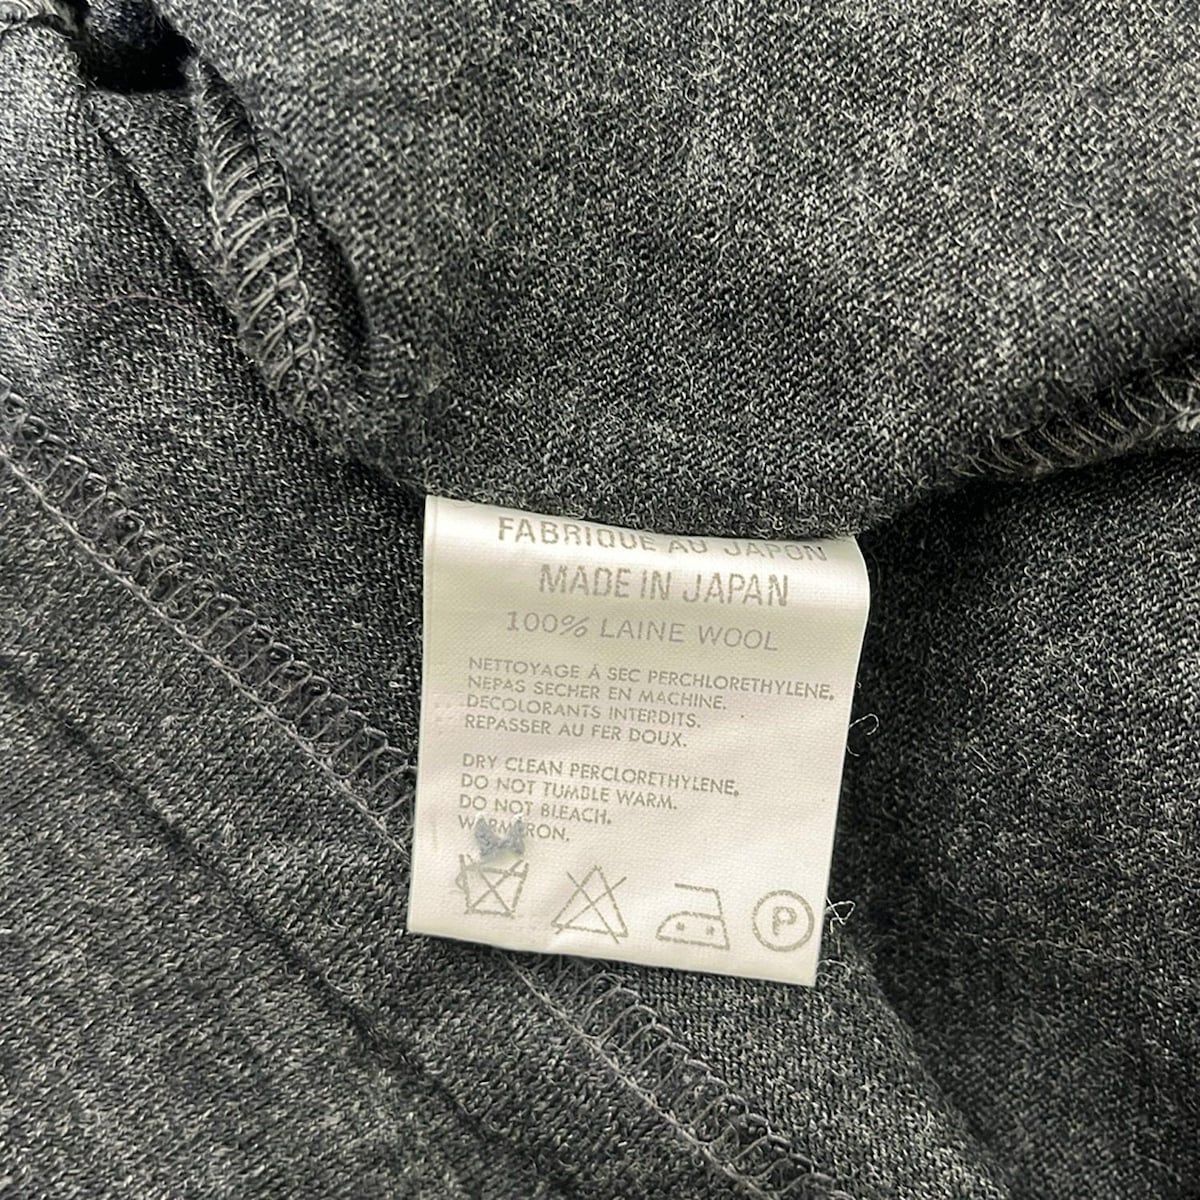 FABRIQUE AU JAPON
MADE IN JAPAN
100% LAINE WOOL
NETTOYAGE À SEC PERCHLORETHYLENE.
NEPAS SECHER EN MACHINE.
DECOLORANTS INTERDITS.
REPASSER AU FER DOUX.
DRY CLEAN PERCLORETHYLENE.
DO NOT TUMBLE WARM.
DO NOT BLEACH.
WARM IRON.
P